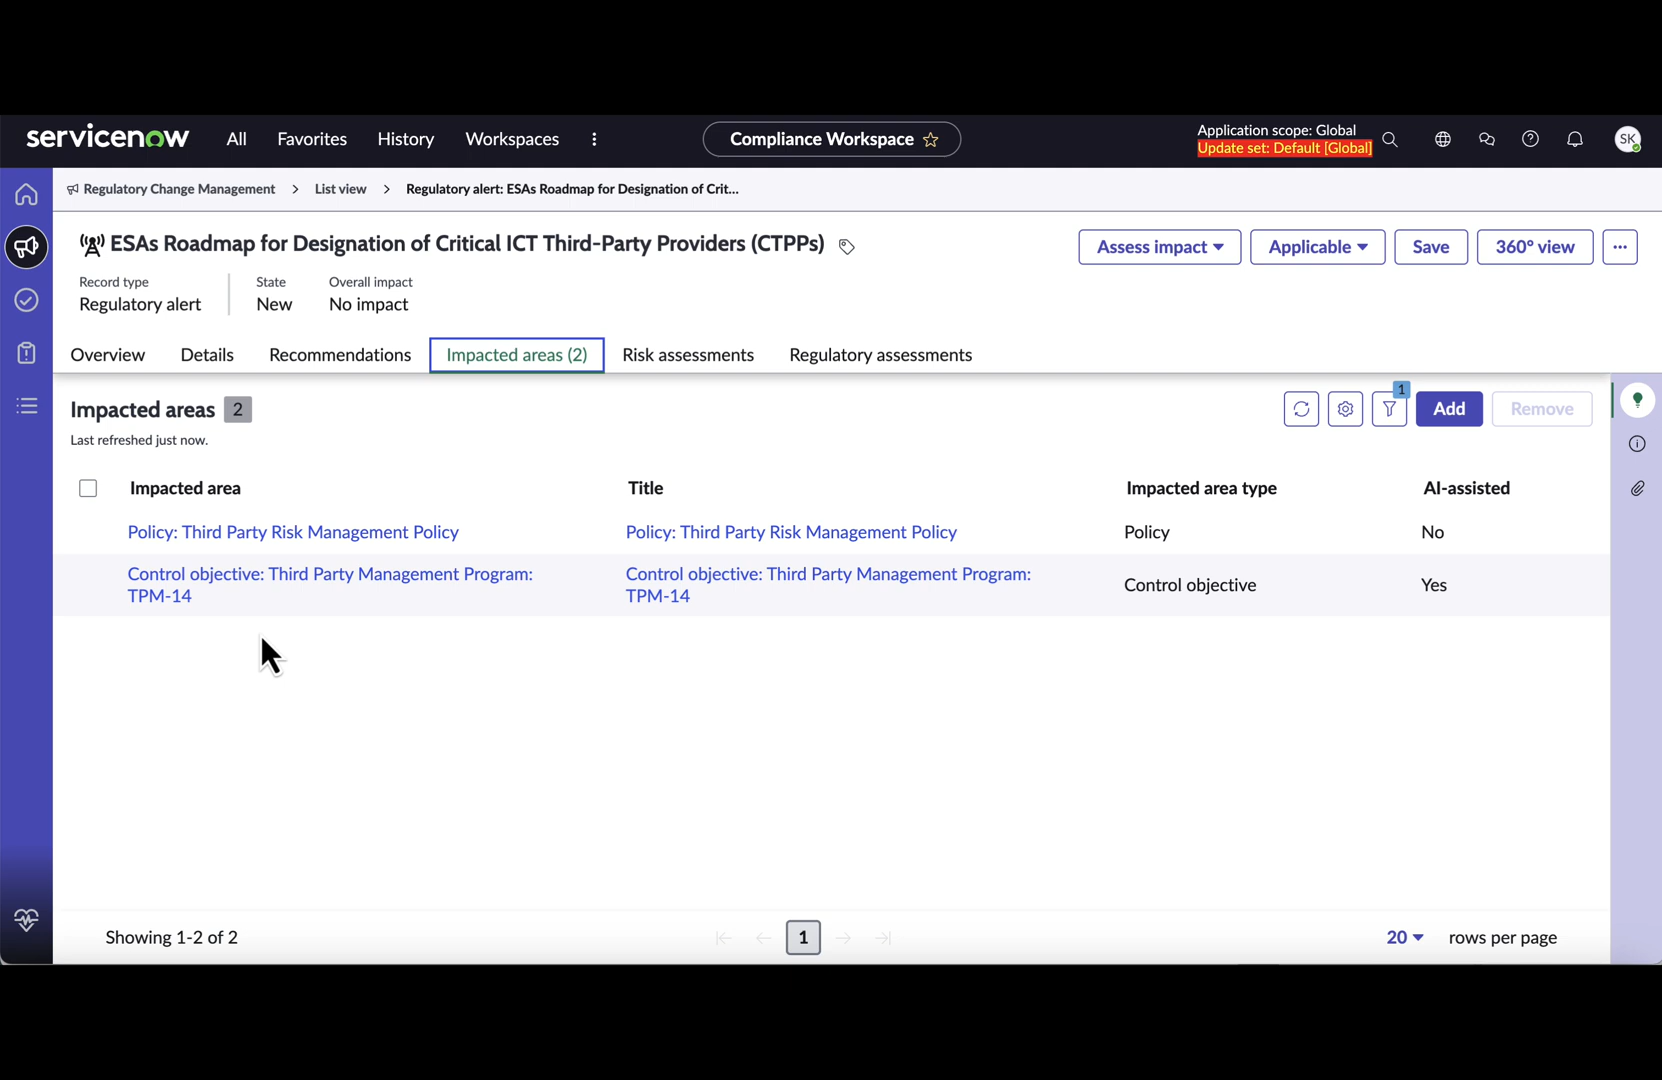 servicenow All Favorites History Workspaces Compliance Workspace Application scope: Global
Update set: Default [Global]
SK
Regulatory Change Management > List view > Regulatory alert: ESAs Roadmap for Designation of Crit...
ESAs Roadmap for Designation of Critical ICT Third-Party Providers (CTPPs)
Assess impact Applicable Save 360° view
Record type State Overall impact
Regulatory alert New No impact
Overview Details Recommendations Impacted areas (2) Risk assessments Regulatory assessments
Impacted areas 2
1
Add Remove
Last refreshed just now.
Impacted area Title Impacted area type AI-assisted
Policy: Third Party Risk Management Policy Policy: Third Party Risk Management Policy Policy No
Control objective: Third Party Management Program: Control objective: Third Party Management Program:
TPM-14 TPM-14
Control objective Yes
Showing 1-2 of 2 1 20 rows per page